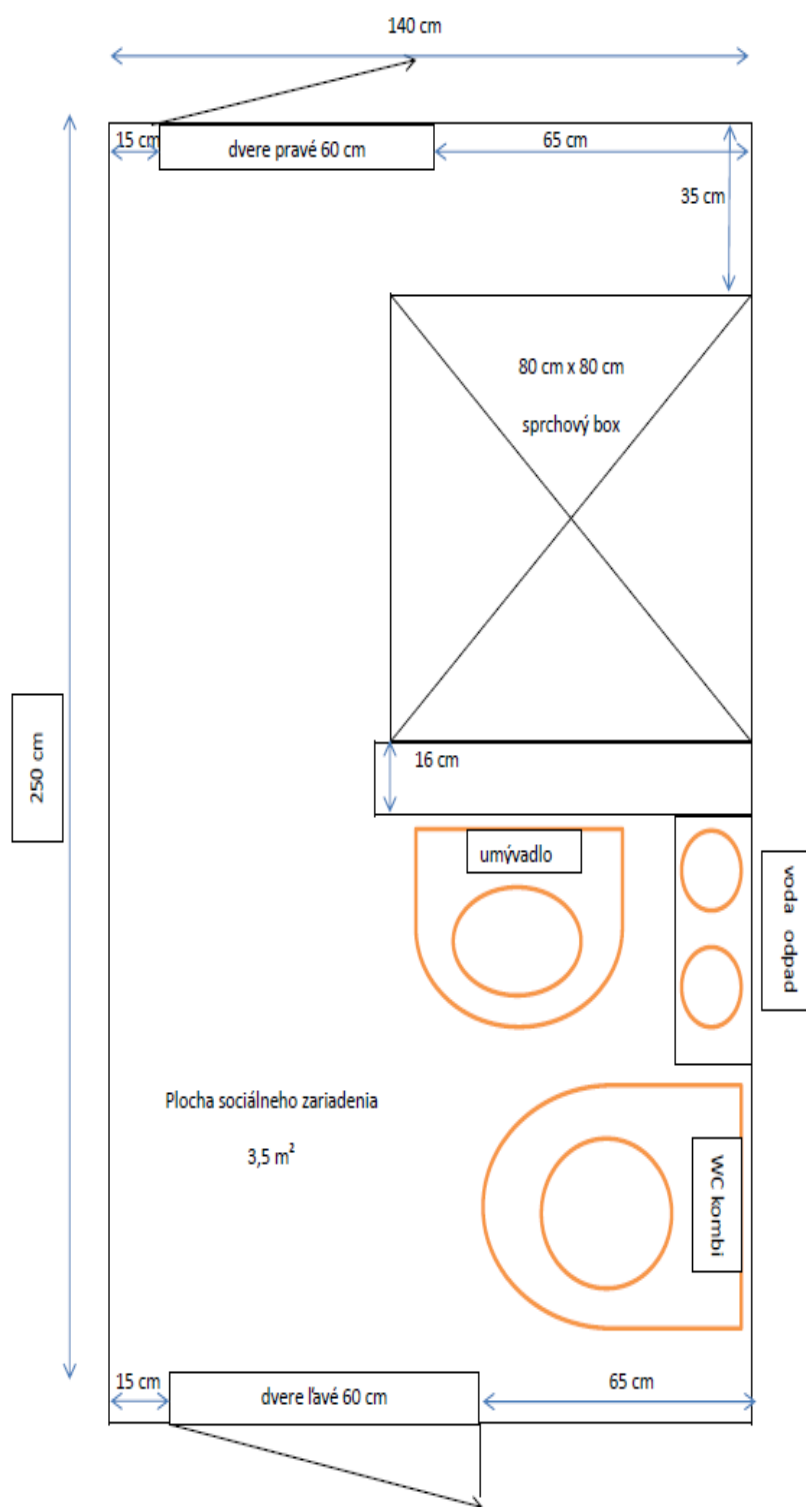 140 cm
15 cm
dvere pravé 60 cm
65 cm
35 cm
80 cm x 80 cm
sprchový box
250 cm
16 cm
umývadlo
voda odpad
Plocha sociálneho zariadenia
3,5 m²
WC kombi
15 cm
dvere ľavé 60 cm
65 cm